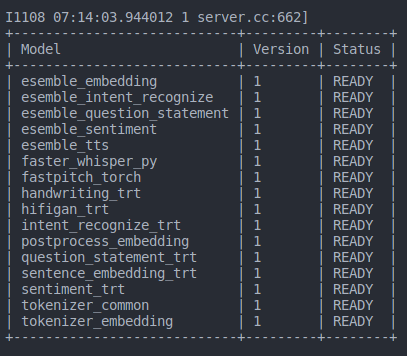 I1108 07:14:03.944012 1 server.cc:662]
+----------------------------+---------+--------+
| Model                      | Version | Status |
+----------------------------+---------+--------+
| esemble_embedding          | 1       | READY  |
| esemble_intent_recognize   | 1       | READY  |
| esemble_question_statement | 1       | READY  |
| esemble_sentiment          | 1       | READY  |
| esemble_tts                | 1       | READY  |
| faster_whisper_py          | 1       | READY  |
| fastpitch_torch            | 1       | READY  |
| handwriting_trt            | 1       | READY  |
| hifigan_trt                | 1       | READY  |
| intent_recognize_trt       | 1       | READY  |
| postprocess_embedding      | 1       | READY  |
| question_statement_trt     | 1       | READY  |
| sentence_embedding_trt     | 1       | READY  |
| sentiment_trt              | 1       | READY  |
| tokenizer_common           | 1       | READY  |
| tokenizer_embedding        | 1       | READY  |
+----------------------------+---------+--------+